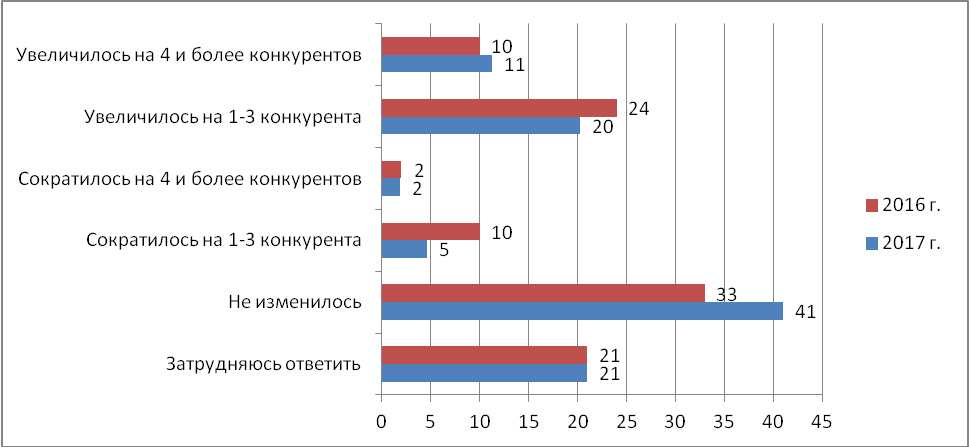 Увеличилось на 4 и более конкурентов
10
11
Увеличилось на 1-3 конкурента
24
20
Сократилось на 4 и более конкурентов
2
2
Сократилось на 1-3 конкурента
10
5
Не изменилось
33
41
Затрудняюсь ответить
21
21
0 5 10 15 20 25 30 35 40 45
2016 г.
2017 г.